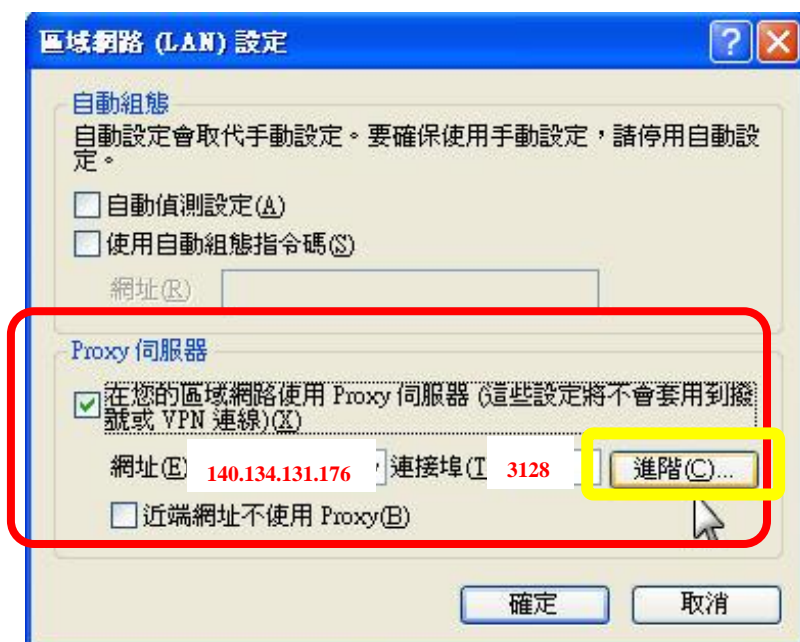 區域網路 (LAN) 設定
自動組態
自動設定會取代手動設定。要確保使用手動設定，請停用自動設
定。
自動偵測設定(A)
使用自動組態指令碼(S)
網址(R)
Proxy 伺服器
在您的區域網路使用 Proxy 伺服器 (這些設定將不會套用到撥
號或 VPN 連線)(X)
網址(E) 140.134.131.176 連接埠(T 3128 進階(C)...
近端網址不使用 Proxy(B)
確定 取消